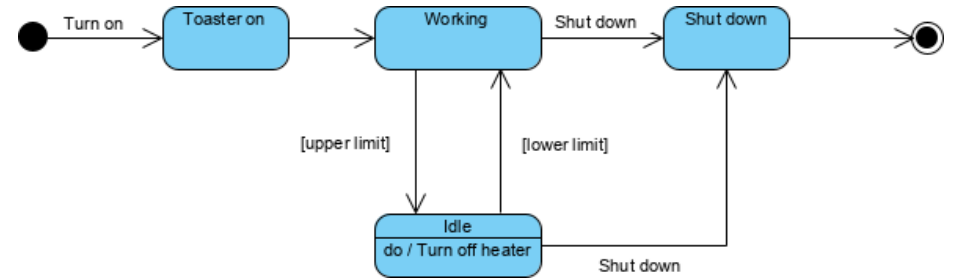 Turn on
Toaster on
Working
Shut down
Shut down
[upper limit]
[lower limit]
Idle
do / Turn off heater
Shut down